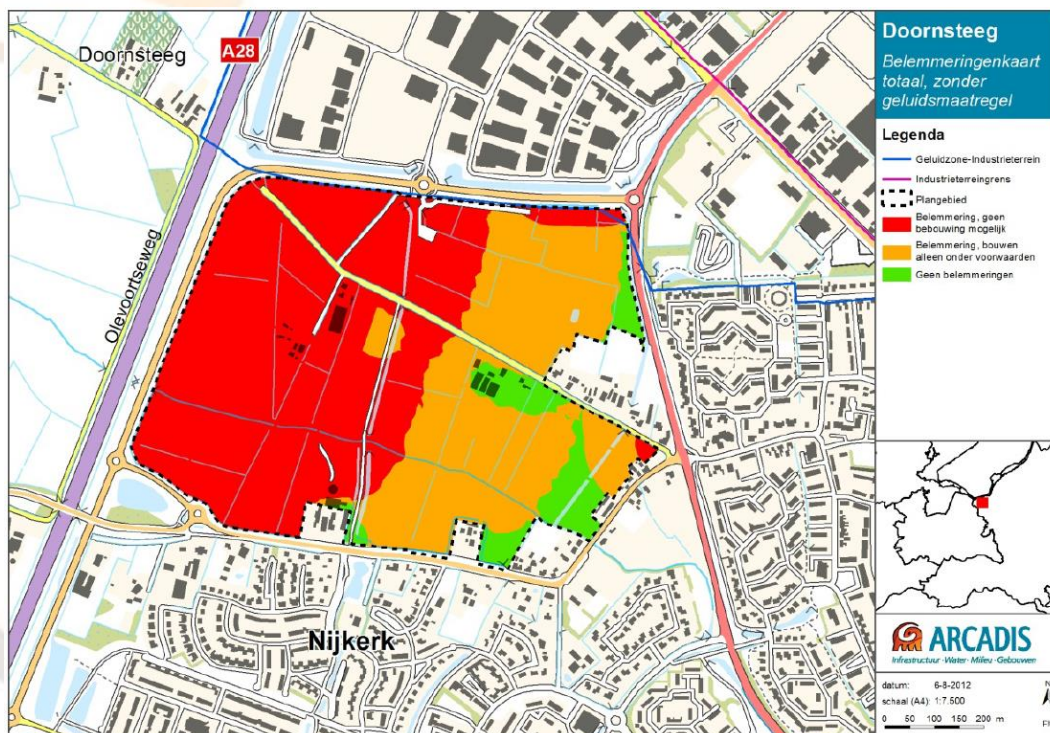 Doornsteeg
A28
Olevoortseweg
Nijkerk
Doornsteeg
Belemmeringenkaart
totaal, zonder
geluidsmaatregel
Legenda
Geluidzone-Industrieterrein
Industrieterreingrens
Plangebied
Belemmering, geen
bebouwing mogelijk
Belemmering, bouwen
alleen onder voorwaarden
Geen belemmeringen
ARCADIS
Infrastructuur · Water · Milieu · Gebouwen
datum: 6-8-2012
schaal (A4): 1:7.500
0 50 100 150 200 m